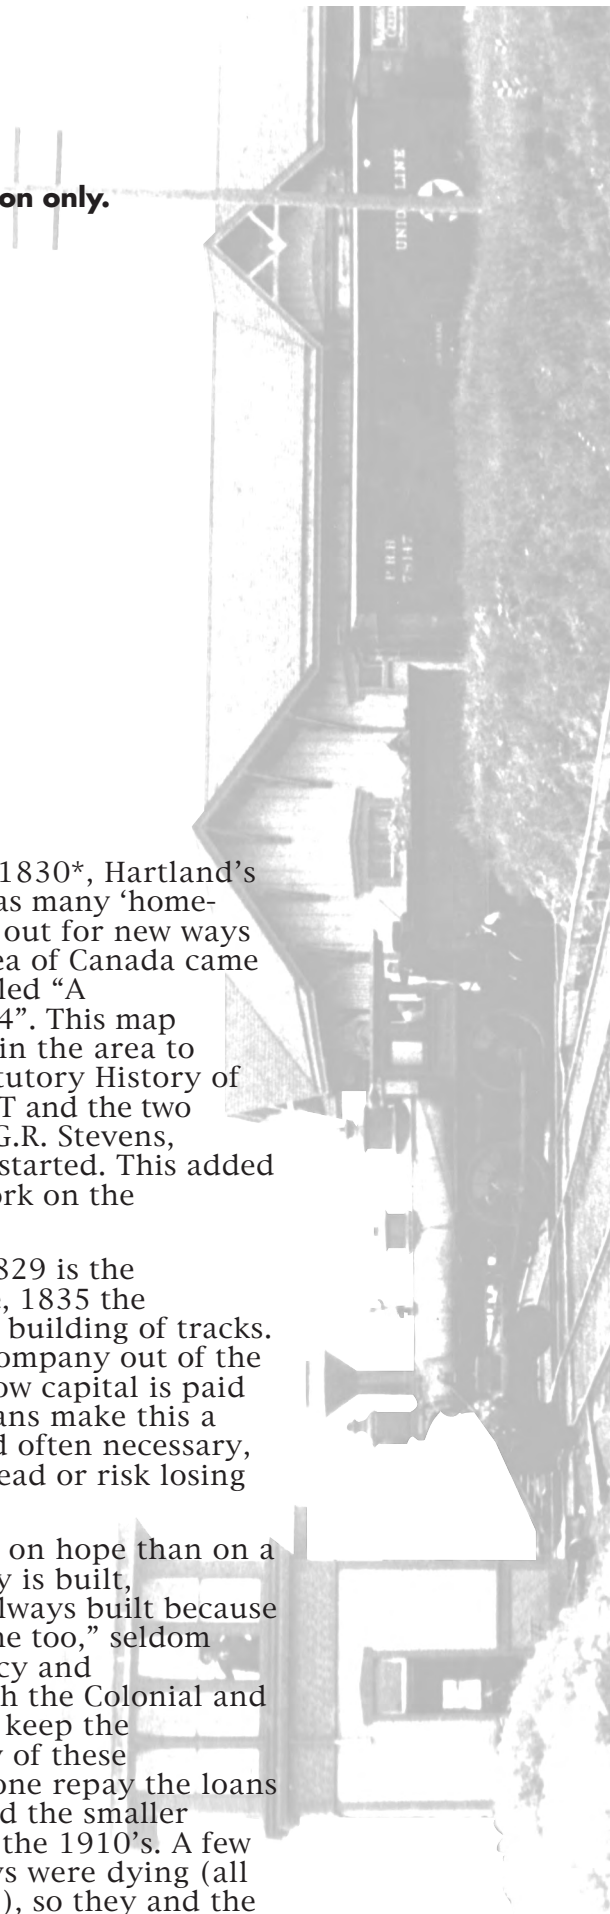 on only.
UNION LINE
1830*, Hartland’s
as many ‘home-
out for new ways
ea of Canada came
led “A
4”. This map
in the area to
tutory History of
T and the two
G.R. Stevens,
started. This added
ork on the
829 is the
, 1835 the
building of tracks.
ompany out of the
ow capital is paid
ans make this a
d often necessary,
ead or risk losing
on hope than on a
y is built,
lways built because
ne too,” seldom
cy and
h the Colonial and
keep the
y of these
one repay the loans
d the smaller
the 1910’s. A few
ys were dying (all
), so they and the